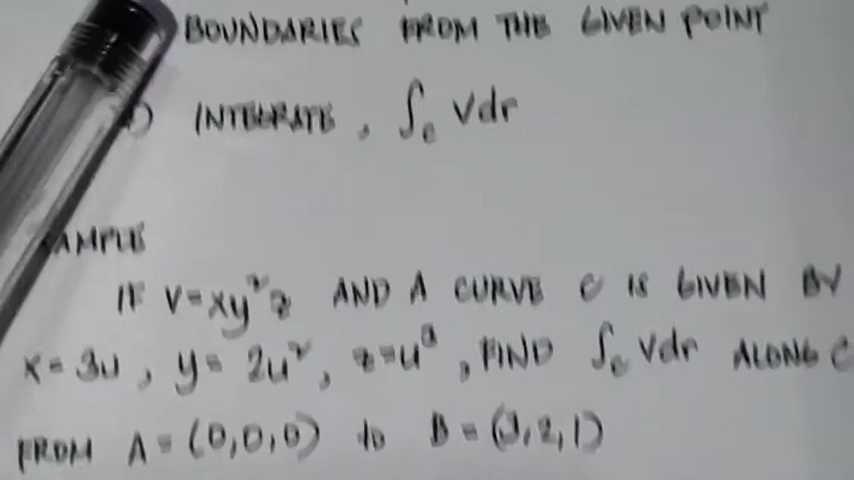 BOUNDARIES FROM THE GIVEN POINT
) INTEGRATE, ∫c Vdr
AMPLE
IF V=xy²z AND A CURVE C IS GIVEN BY
x=3u, y= 2u², z=u³, FIND ∫c Vdr ALONG C
FROM A=(0,0,0) to B=(3,2,1)